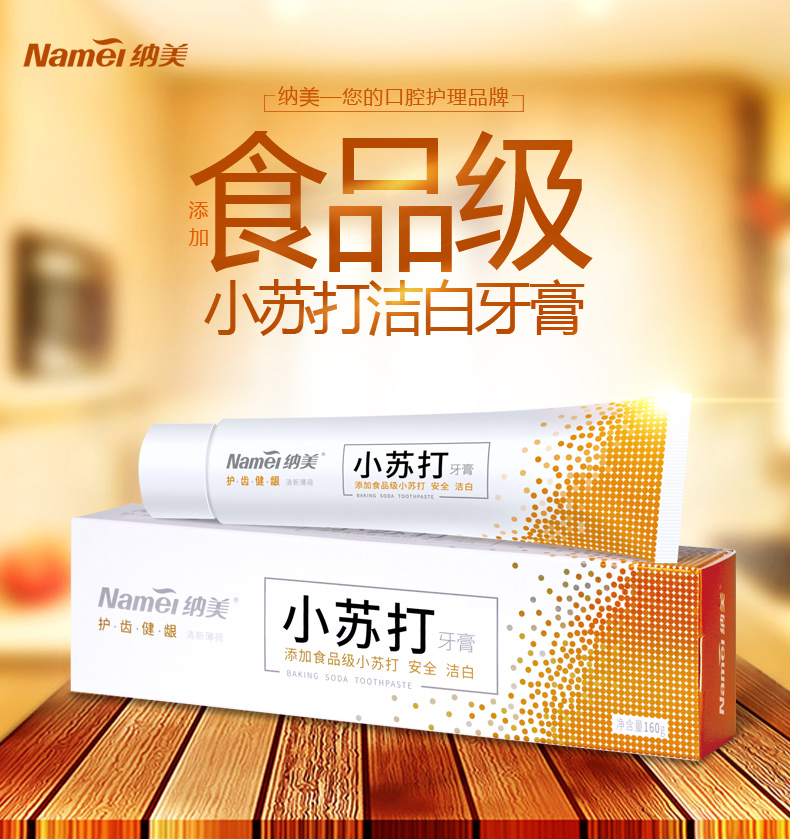 Namei 纳美
纳美—您的口腔护理品牌
添加
食品级
小苏打洁白牙膏
Namei 纳美®
护·齿·健·龈 清新薄荷
小苏打 牙膏
添加食品级小苏打 安全 洁白
BAKING SODA TOOTHPASTE
Namei 纳美®
护·齿·健·龈 清新薄荷
小苏打 牙膏
添加食品级小苏打 安全 洁白
BAKING SODA TOOTHPASTE
净含量160g
Namei 纳美